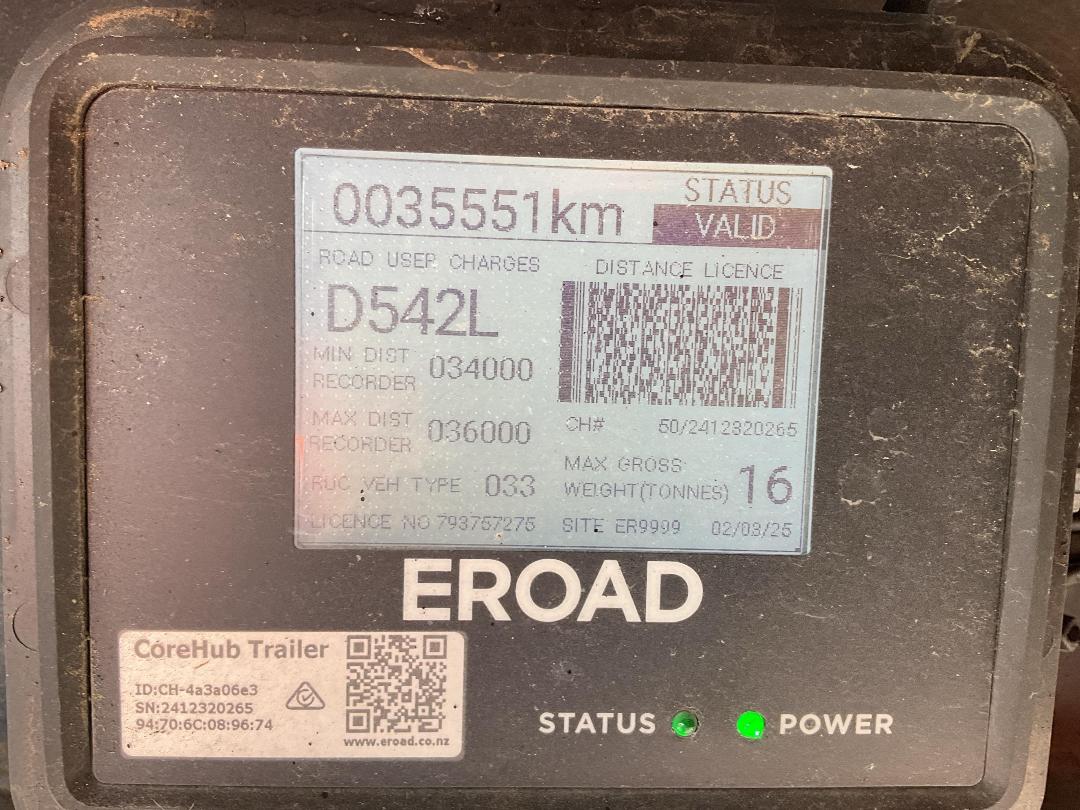 0035551km
STATUS
VALID
ROAD USER CHARGES
DISTANCE LICENCE
D542L
MIN DIST
RECORDER 034000
MAX DIST
RECORDER 036000
CH# 50/2412320265
RUC VEH TYPE 033
MAX GROSS
WEIGHT(TONNES) 16
LICENCE NO 793757275
SITE ER9999 02/03/25
EROAD
CoreHub Trailer
ID:CH-4a3a06e3
SN:2412320265
94:70:6C:08:96:74
www.eroad.co.nz
STATUS
POWER